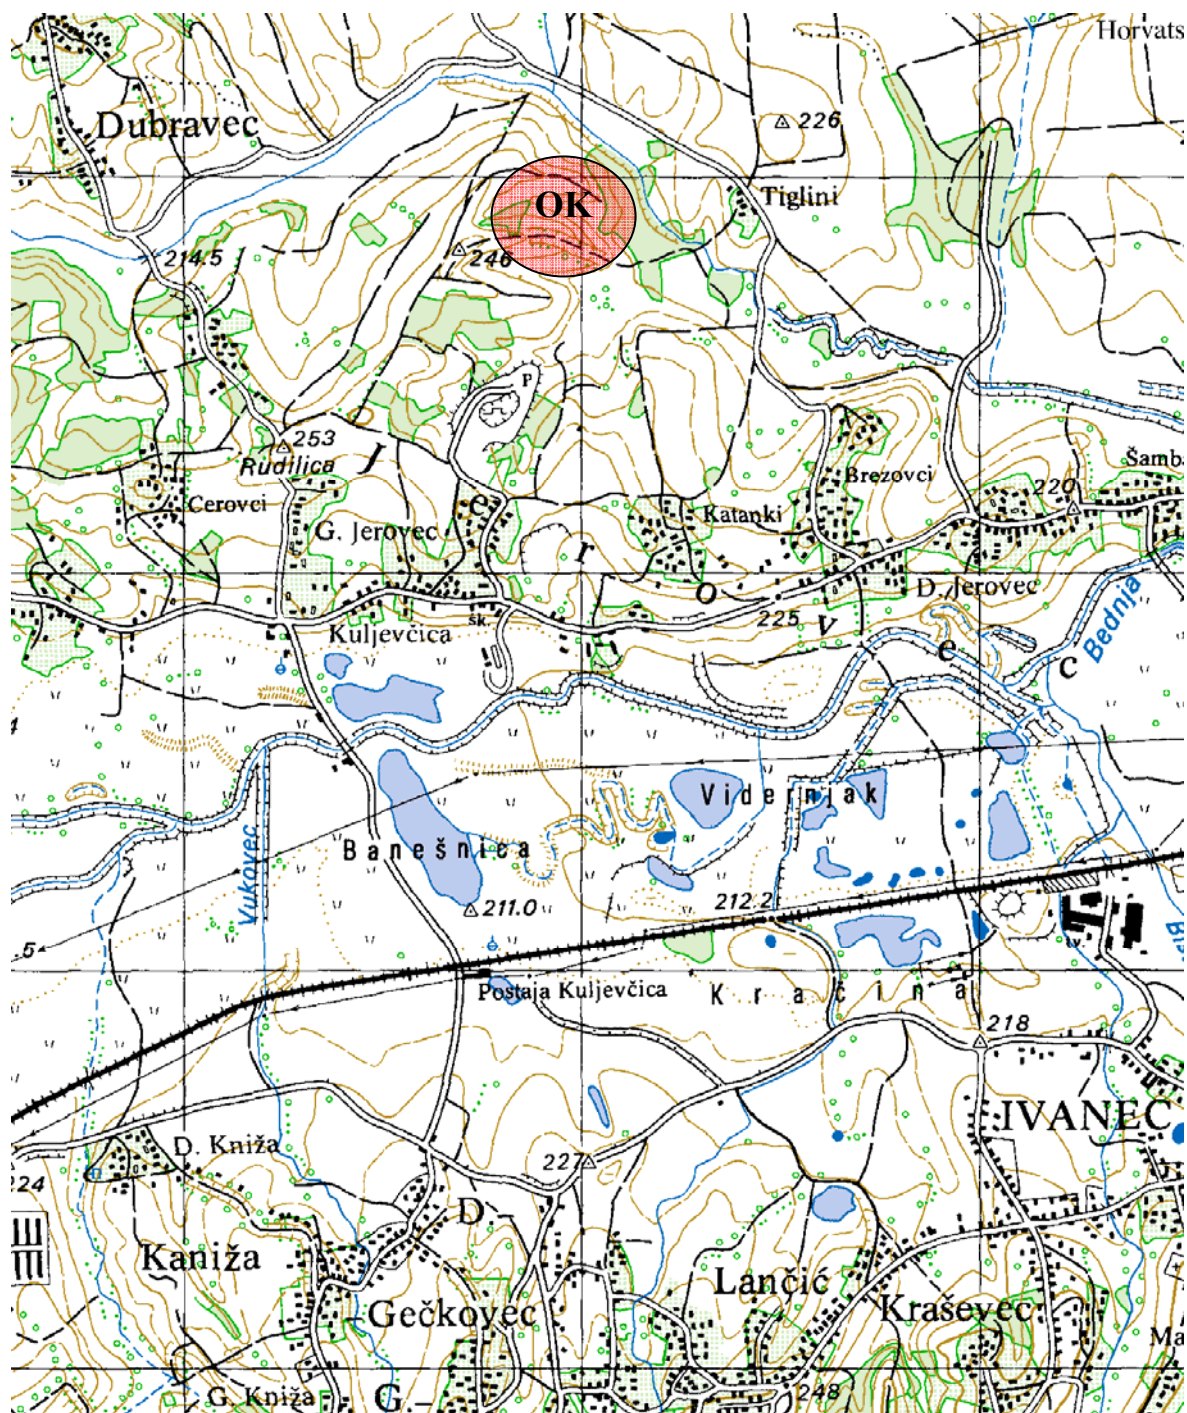 Horvats
Dubravec
226
OK
Tiglini
246
214.5
P
253
Rudilica
J
e
r
o
v
e
c
Cerovci
G. Jerovec
Katanki
Brezovci
220
Šamba
D. Jerovec
225
Kuljevčica
šk.
Bednja
Vidernjak
Vukovec
Banešnica
211.0
212.2
.5
Postaja Kuljevčica
Kraćina
218
IVANEC
D. Kniža
227
224
D.-
Kaniža
-Gečkovec
Lančić
Kraševec
Ma
G. Kniža
G.-
248